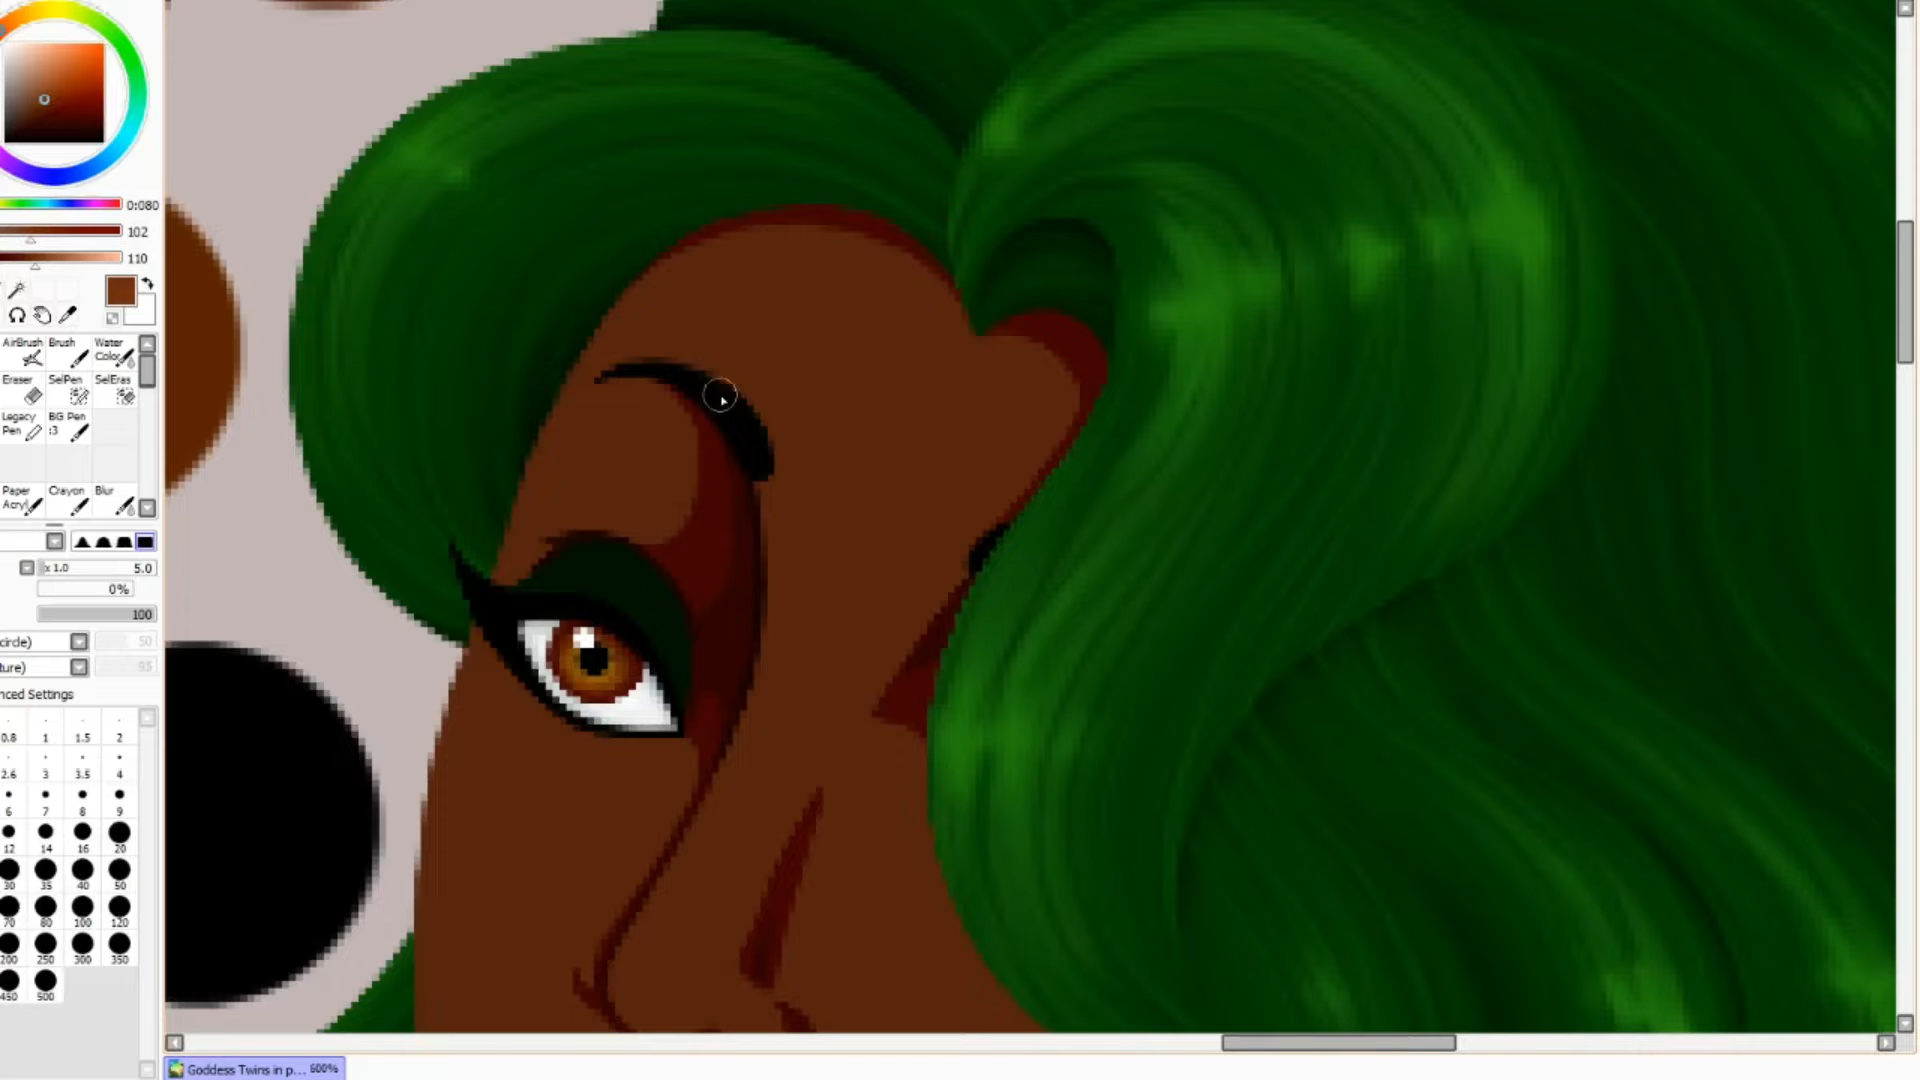 0:080
102
110
AirBrush Brush Water
Color
Eraser SelPen SelEras
Legacy BG Pen
Pen :3
Paper Crayon Blur
Acryl
x 1.0 5.0
0%
100
circle) 50
ture) 95
nced Settings
0.8 1 1.5 2
2.6 3 3.5 4
6 7 8 9
12 14 16 20
30 35 40 50
70 80 100 120
200 250 300 350
450 500
Goddess Twins in p... 600%